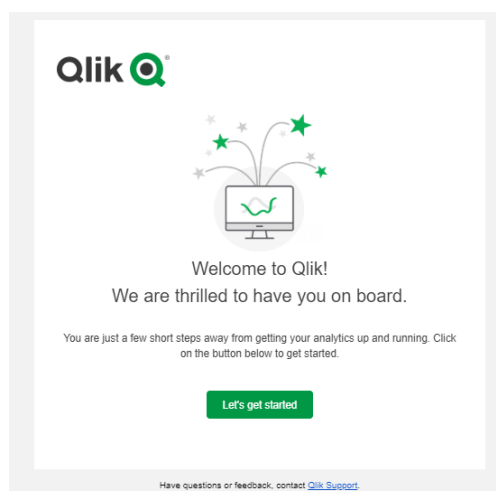 Qlik
Welcome to Qlik!
We are thrilled to have you on board.
You are just a few short steps away from getting your analytics up and running. Click
on the button below to get started.
Let's get started
Have questions or feedback, contact Qlik Support.